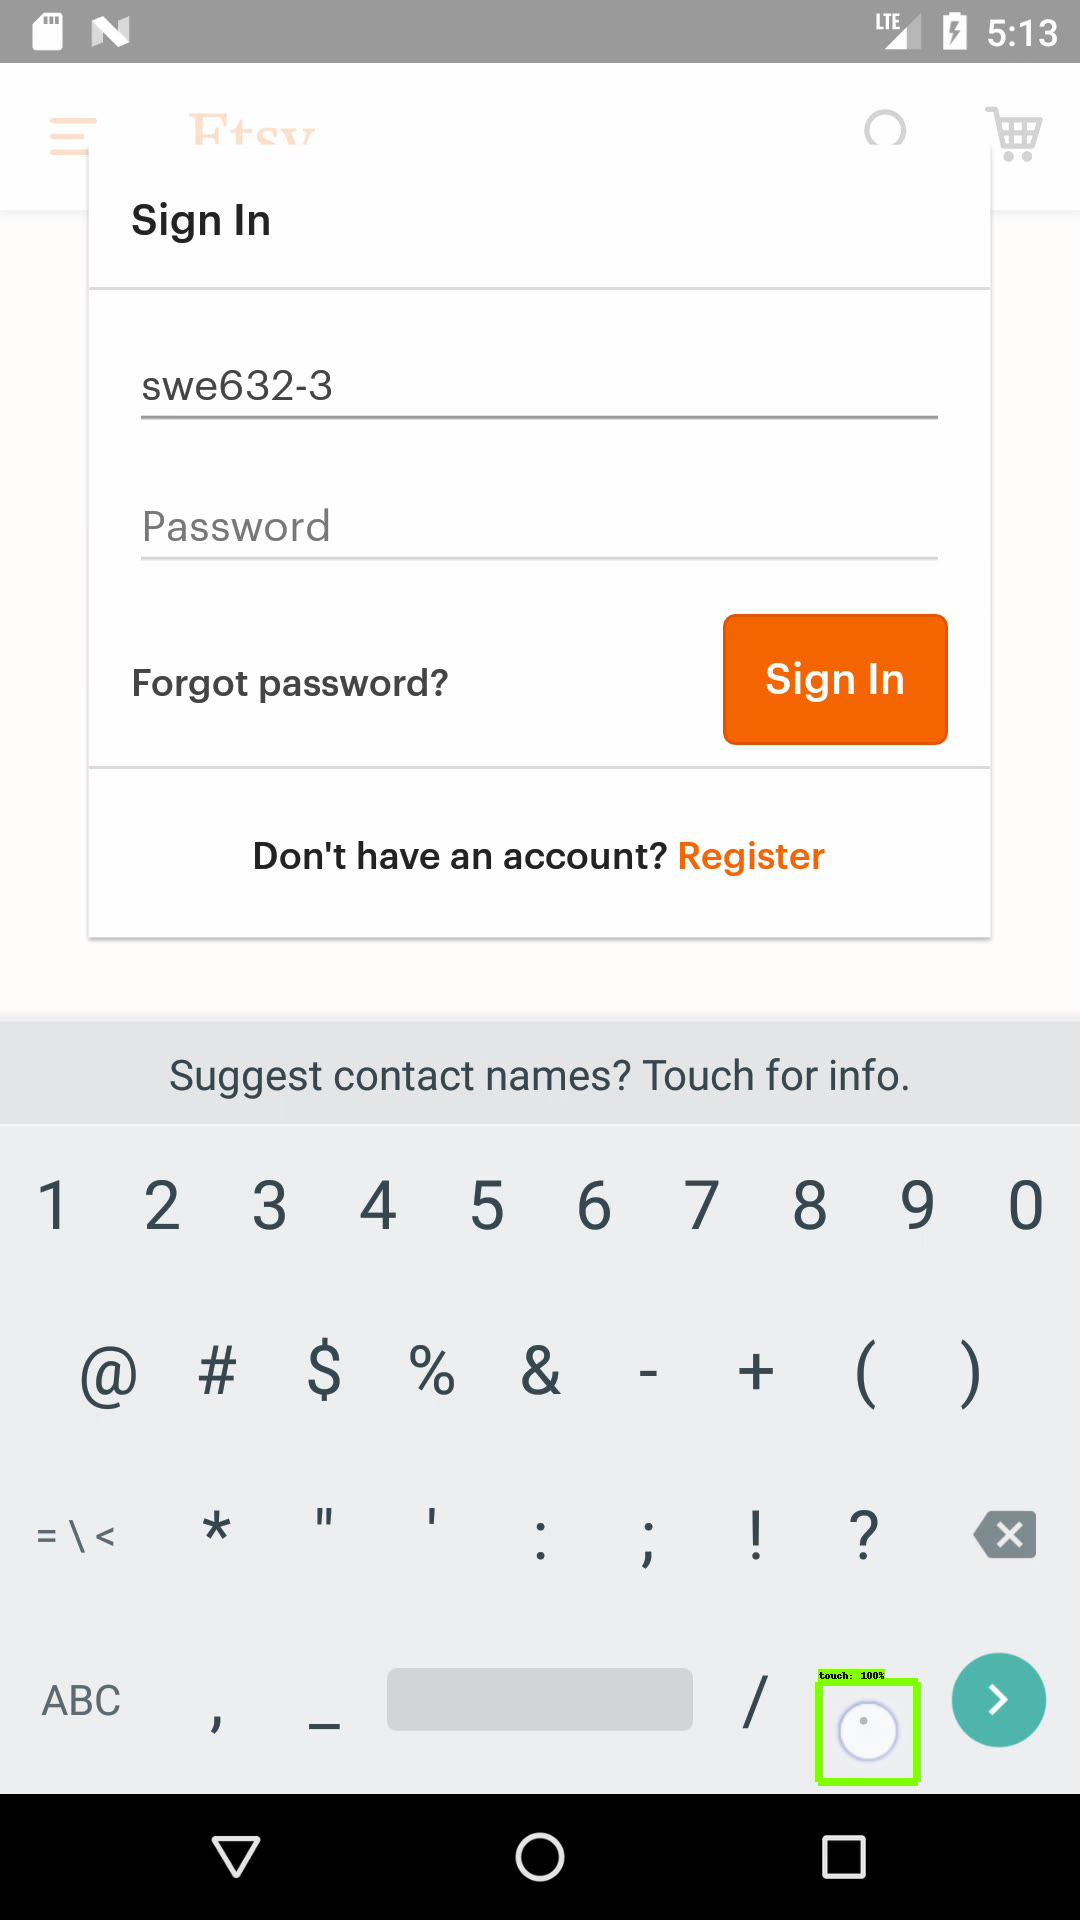 LTE 5:13
Etsy
Sign In
swe632-3
Password
Forgot password? Sign In
Don't have an account? Register
Suggest contact names? Touch for info.
1 2 3 4 5 6 7 8 9 0
@ # $ % & - + ( )
= \ < * " ' : ; ! ?
touch: 100%
ABC , _ / .